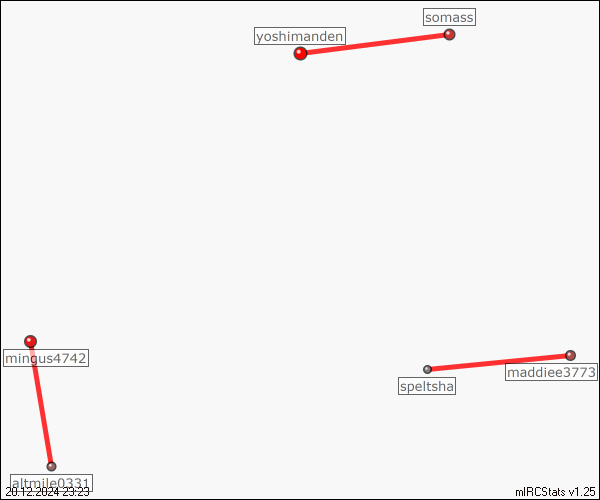 somass
yoshimanden
mingus4742
maddiee3773
speltsha
altmile0331
20.12.2024 23:23
mIRCStats v1.25